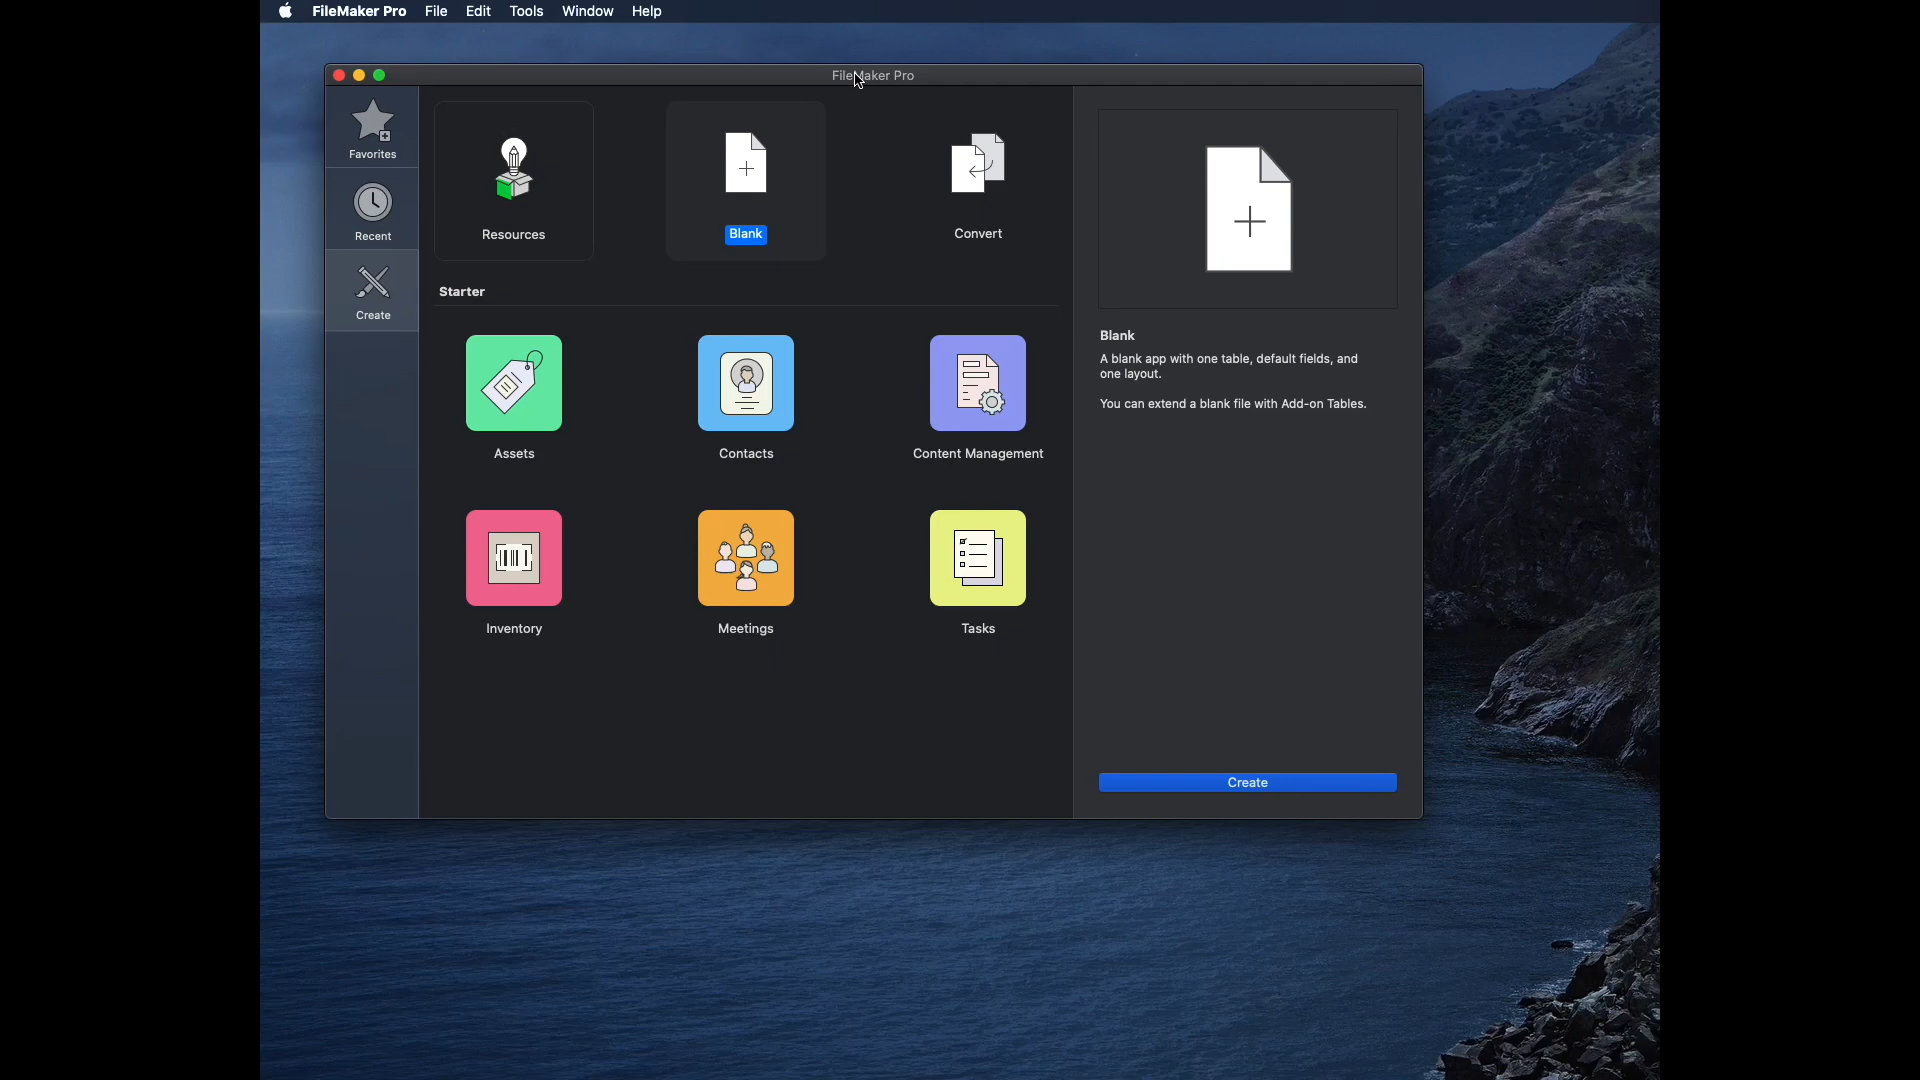 FileMaker Pro File Edit Tools Window Help
FileMaker Pro
Favorites
Recent
Create
Resources
Blank
Convert
Starter
Assets
Contacts
Content Management
Inventory
Meetings
Tasks
Blank
A blank app with one table, default fields, and
one layout.
You can extend a blank file with Add-on Tables.
Create